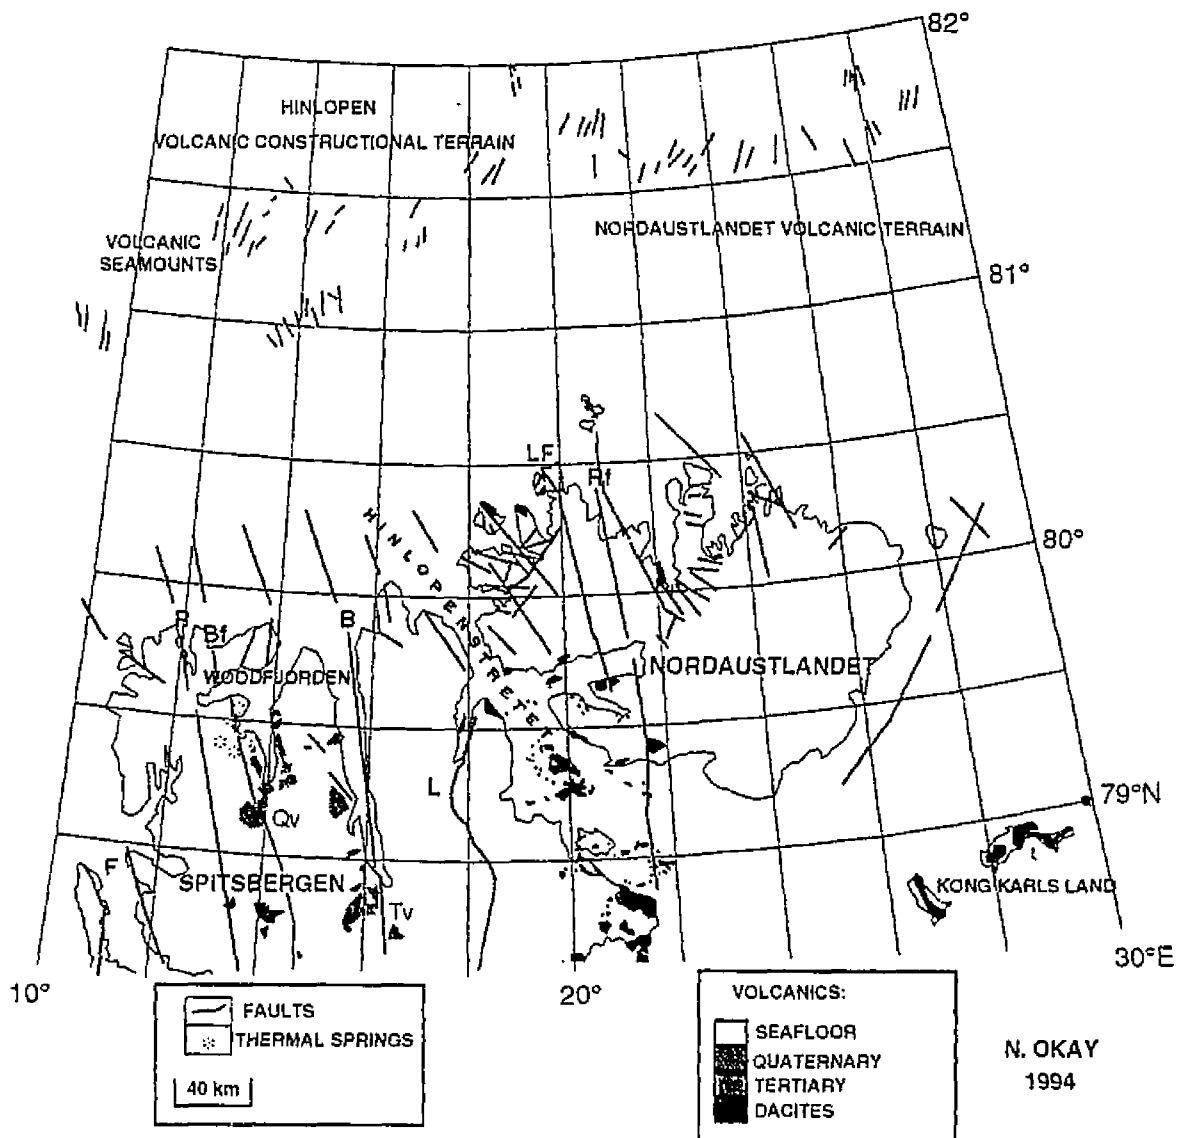 82°
HINLOPEN
VOLCANIC CONSTRUCTIONAL TERRAIN
NORDAUSTLANDET VOLCANIC TERRAIN
VOLCANIC
SEAMOUNTS
81°
LF
Rf
HINLOPENSTRETET
80°
B
Bf
WOODFJORDEN
NORDAUSTLANDET
L
79°N
Qv
F
SPITSBERGEN
KONG KARLS LAND
Tv
30°E
10°
20°
FAULTS
THERMAL SPRINGS
40 km
VOLCANICS:
SEAFLOOR
QUATERNARY
TERTIARY
DACITES
N. OKAY
1994